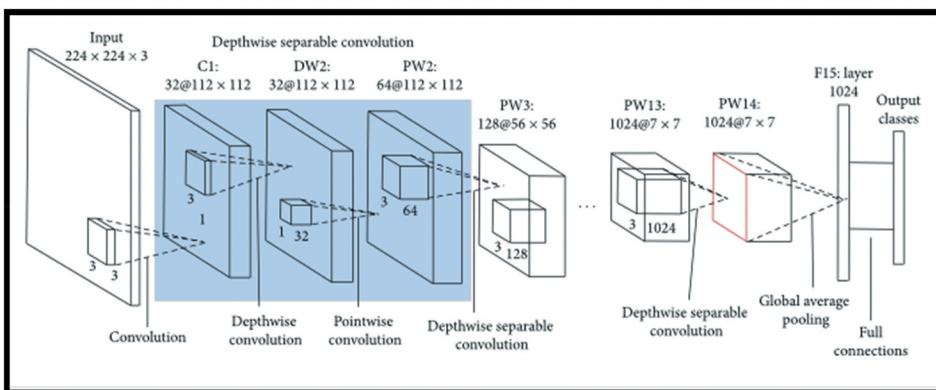 Input
224 × 224 × 3
Depthwise separable convolution
C1:
32@112 × 112
DW2:
32@112 × 112
PW2:
64@112 × 112
PW3:
128@56 × 56
PW13:
1024@7 × 7
PW14:
1024@7 × 7
F15: layer
1024
Output
classes
3
3
3
1
1
32
3
64
3
128
...
3
1024
Convolution
Depthwise
convolution
Pointwise
convolution
Depthwise separable
convolution
Depthwise separable
convolution
Global average
pooling
Full
connections